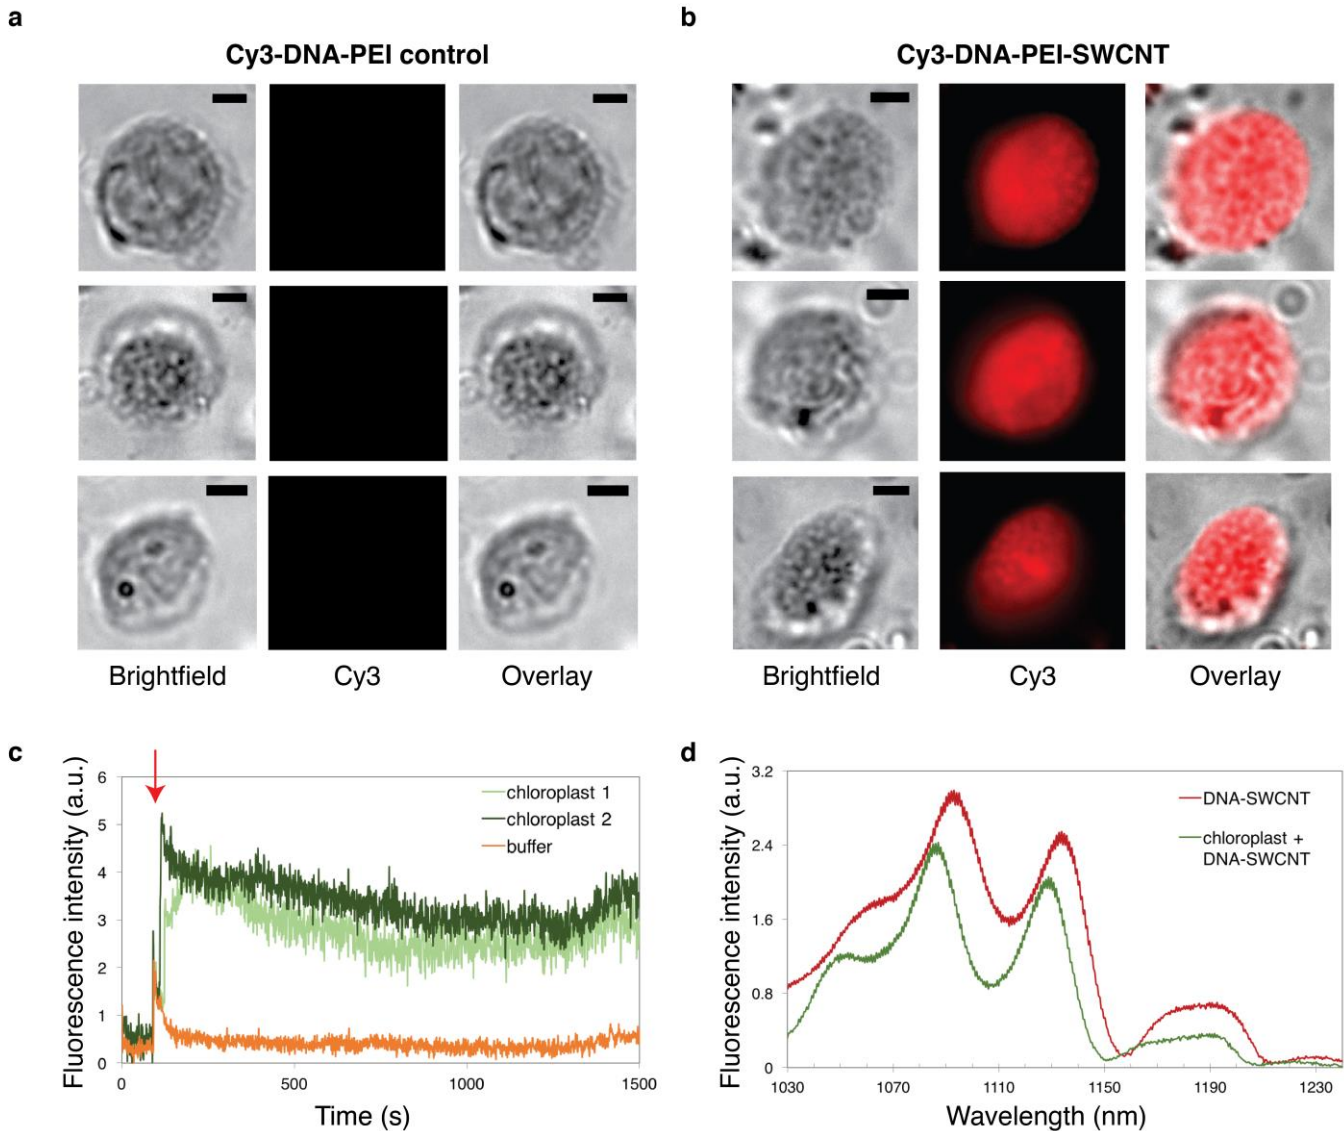 a
Cy3-DNA-PEI control
Brightfield
Cy3
Overlay
b
Cy3-DNA-PEI-SWCNT
Brightfield
Cy3
Overlay
c
Fluorescence intensity (a.u.)
6
5
4
3
2
1
0
chloroplast 1
chloroplast 2
buffer
0
500
1000
1500
Time (s)
d
Fluorescence intensity (a.u.)
3.2
2.4
1.6
0.8
0
DNA-SWCNT
chloroplast +
DNA-SWCNT
1030
1070
1110
1150
1190
1230
Wavelength (nm)